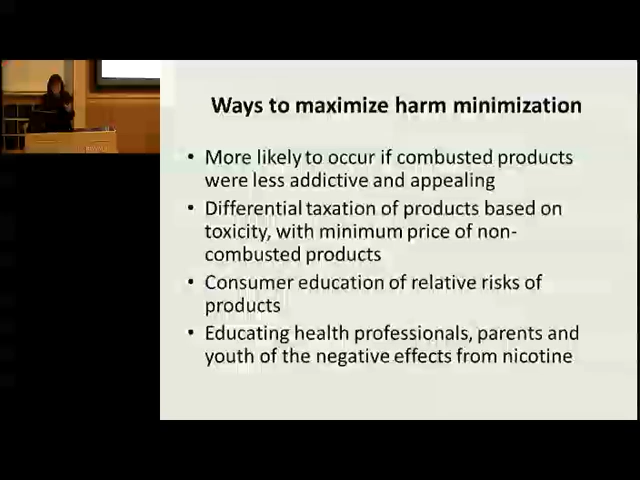 Ways to maximize harm minimization
• More likely to occur if combusted products
were less addictive and appealing
• Differential taxation of products based on
toxicity, with minimum price of non-
combusted products
• Consumer education of relative risks of
products
• Educating health professionals, parents and
youth of the negative effects from nicotine